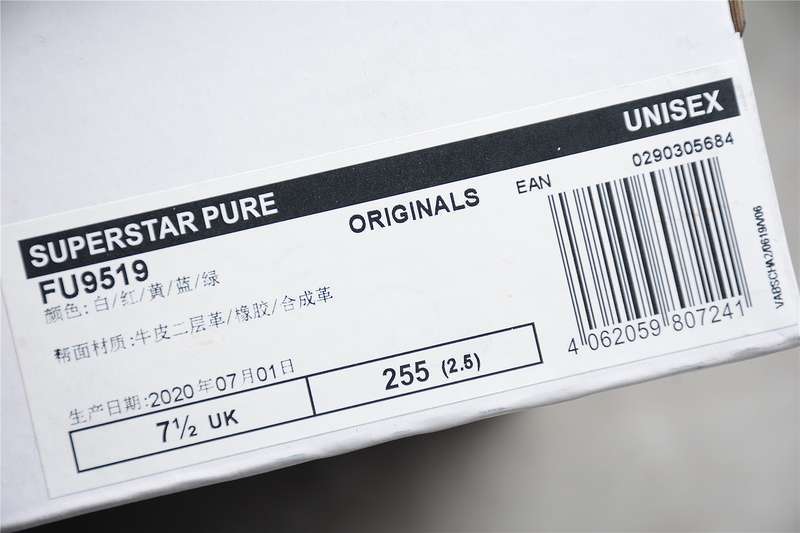 SUPERSTAR PURE
UNISEX
FU9519
ORIGINALS
EAN
0290305684
颜色:白/红/黄/蓝/绿
帮面材质:牛皮二层革/橡胶/合成革
生产日期:2020年07月01日
7½ UK
255 (2.5)
4 062059 807241